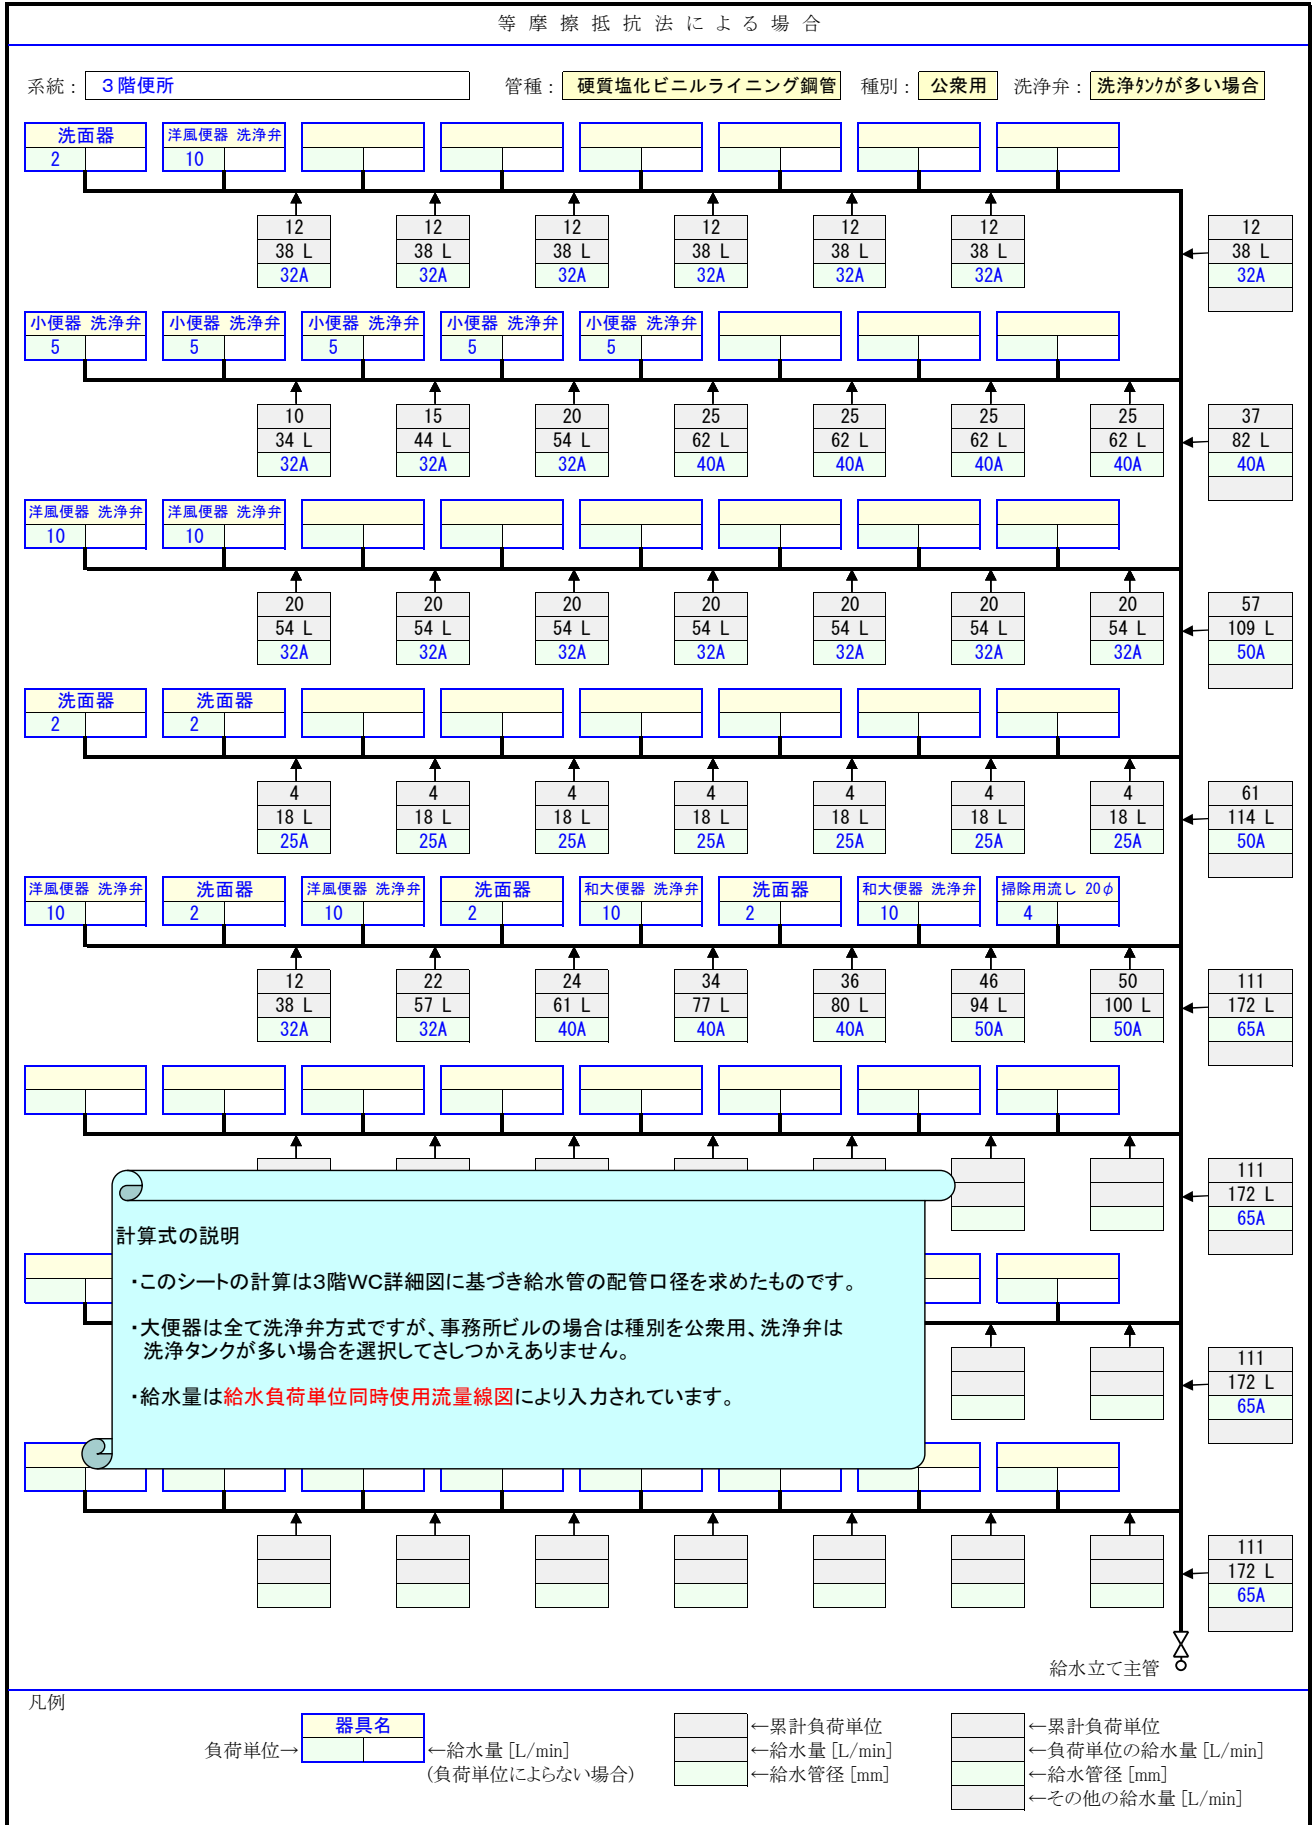 等摩擦抵抗法による場合
系統： ３階便所 管種： 硬質塩化ビニルライニング鋼管 種別： 公衆用 洗浄弁： 洗浄ﾀﾝｸが多い場合
洗面器 洋風便器 洗浄弁
2 10
12 12 12 12 12 12 12
38 L 38 L 38 L 38 L 38 L 38 L 38 L
32A 32A 32A 32A 32A 32A 32A
小便器 洗浄弁 小便器 洗浄弁 小便器 洗浄弁 小便器 洗浄弁 小便器 洗浄弁
5 5 5 5 5
10 15 20 25 25 25 25 37
34 L 44 L 54 L 62 L 62 L 62 L 62 L 82 L
32A 32A 32A 40A 40A 40A 40A 40A
洋風便器 洗浄弁 洋風便器 洗浄弁
10 10
20 20 20 20 20 20 20 57
54 L 54 L 54 L 54 L 54 L 54 L 54 L 109 L
32A 32A 32A 32A 32A 32A 32A 50A
洗面器 洗面器
2 2
4 4 4 4 4 4 4 61
18 L 18 L 18 L 18 L 18 L 18 L 18 L 114 L
25A 25A 25A 25A 25A 25A 25A 50A
洋風便器 洗浄弁 洗面器 洋風便器 洗浄弁 洗面器 和大便器 洗浄弁 洗面器 和大便器 洗浄弁 掃除用流し 20φ
10 2 10 2 10 2 10 4
12 22 24 34 36 46 50 111
38 L 57 L 61 L 77 L 80 L 94 L 100 L 172 L
32A 32A 40A 40A 40A 50A 50A 65A
111
172 L
65A
計算式の説明
・このシートの計算は3階WC詳細図に基づき給水管の配管口径を求めたものです。
・大便器は全て洗浄弁方式ですが、事務所ビルの場合は種別を公衆用、洗浄弁は
洗浄タンクが多い場合を選択してさしつかえありません。
・給水量は給水負荷単位同時使用流量線図により入力されています。
111
172 L
65A
111
172 L
65A
給水立て主管
凡例
器具名 ←累計負荷単位 ←累計負荷単位
負荷単位→ ←給水量 [L/min] ←給水量 [L/min] ←負荷単位の給水量 [L/min]
(負荷単位によらない場合) ←給水管径 [mm] ←給水管径 [mm]
←その他の給水量 [L/min]